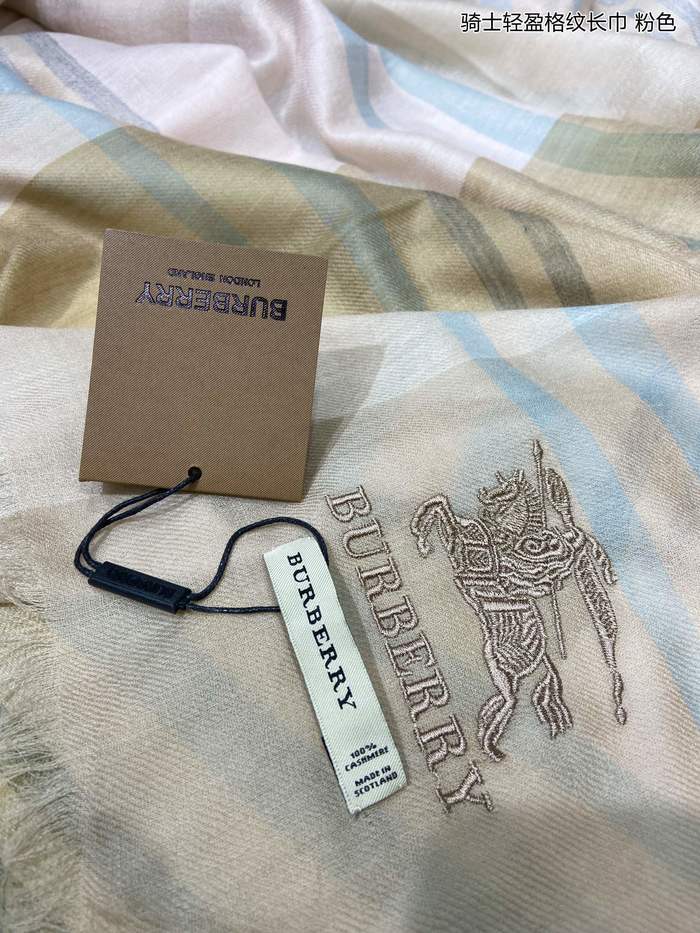 骑士轻盈格纹长巾 粉色
BURBERRY
LONDON ENGLAND
BURBERRY
100%
CASHMERE
MADE IN
SCOTLAND
BURBERRY